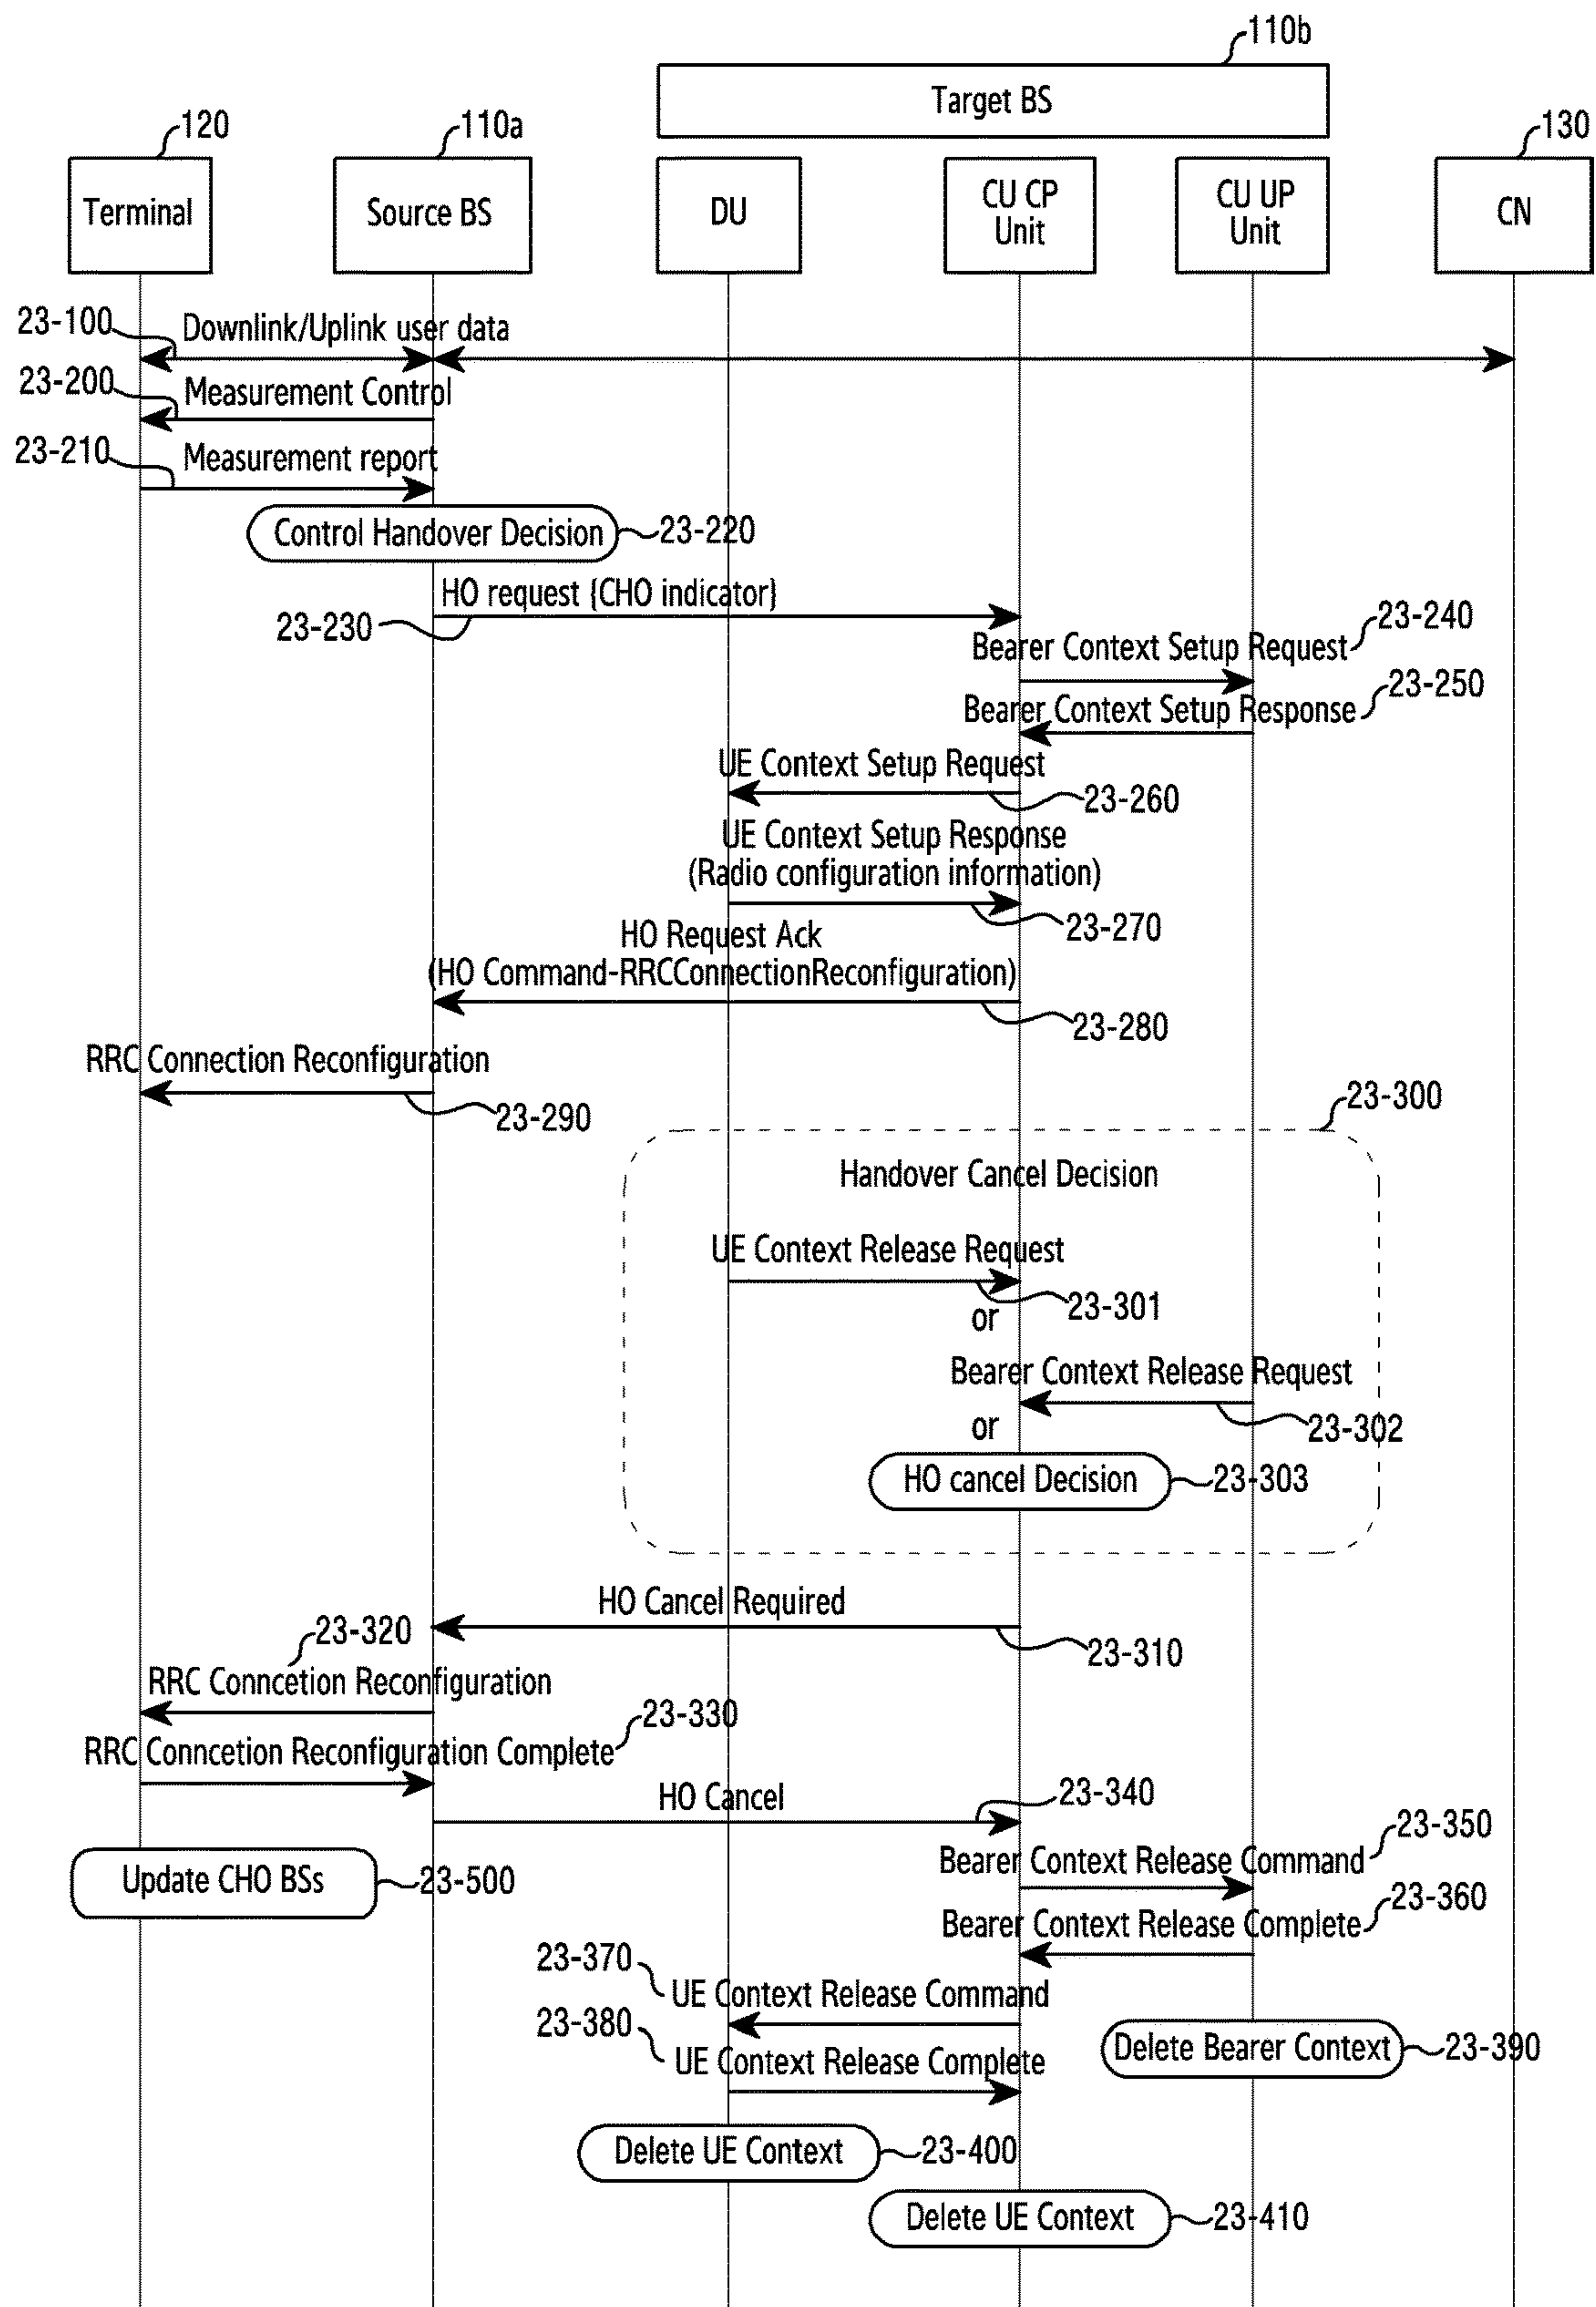 110b
Target BS
120
110a
130
Terminal
Source BS
DU
CU CP
Unit
CU UP
Unit
CN
23-100
Downlink/Uplink user data
23-200
Measurement Control
23-210
Measurement report
Control Handover Decision
23-220
HO request {CHO indicator}
23-230
23-240
Bearer Context Setup Request
23-250
Bearer Context Setup Response
UE Context Setup Request
23-260
UE Context Setup Response
(Radio configuration information)
23-270
HO Request Ack
(HO Command-RRCConnectionReconfiguration)
23-280
RRC Connection Reconfiguration
23-290
23-300
Handover Cancel Decision
UE Context Release Request
23-301
or
Bearer Context Release Request
23-302
or
HO cancel Decision
23-303
HO Cancel Required
23-310
23-320
RRC Conncetion Reconfiguration
23-330
RRC Conncetion Reconfiguration Complete
HO Cancel
23-340
23-350
Bearer Context Release Command
Update CHO BSs
23-500
23-360
Bearer Context Release Complete
23-370
UE Context Release Command
23-380
UE Context Release Complete
Delete Bearer Context
23-390
Delete UE Context
23-400
Delete UE Context
23-410